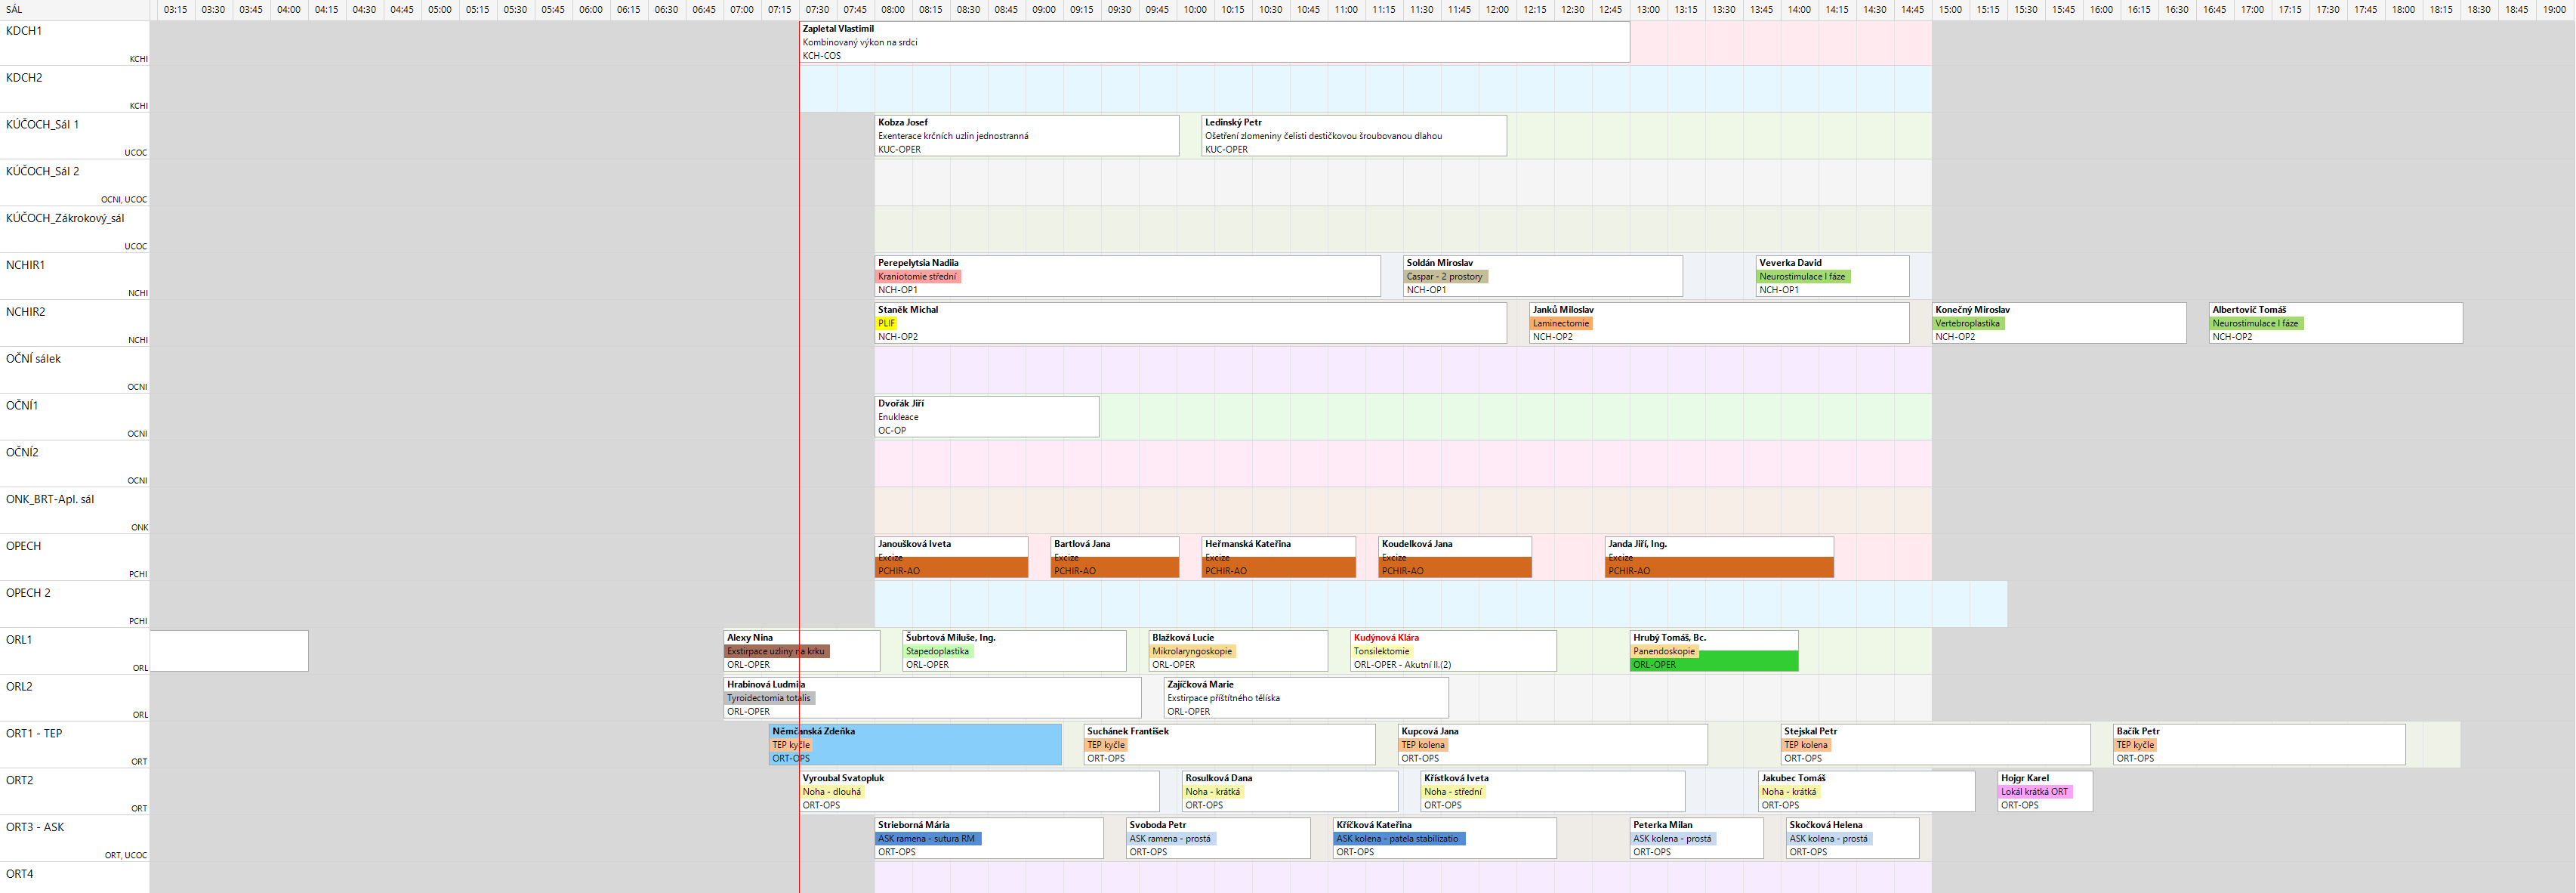 SÁL 03:15 03:30 03:45 04:00 04:15 04:30 04:45 05:00 05:15 05:30 05:45 06:00 06:15 06:30 06:45 07:00 07:15 07:30 07:45 08:00 08:15 08:30 08:45 09:00 09:15 09:30 09:45 10:00 10:15 10:30 10:45 11:00 11:15 11:30 11:45 12:00 12:15 12:30 12:45 13:00 13:15 13:30 13:45 14:00 14:15 14:30 14:45 15:00 15:15 15:30 15:45 16:00 16:15 16:30 16:45 17:00 17:15 17:30 17:45 18:00 18:15 18:30 18:45 19:00
KDCH1
KCHI
Zapletal Vlastimil
Kombinovaný výkon na srdci
KCH-COS
KDCH2
KCHI
KÚČOCH_Sál 1
UCOC
Kobza Josef
Exenterace krčních uzlin jednostranná
KUC-OPER
Ledinský Petr
Ošetření zlomeniny čelisti destičkovou šroubovanou dlahou
KUC-OPER
KÚČOCH_Sál 2
OCNI, UCOC
KÚČOCH_Zákrokový_sál
UCOC
NCHIR1
NCHI
Perepelytsia Nadiia
Kraniotomie střední
NCH-OP1
Soldán Miroslav
Caspar - 2 prostory
NCH-OP1
Veverka David
Neurostimulace I fáze
NCH-OP1
NCHIR2
NCHI
Staněk Michal
PLIF
NCH-OP2
Janků Miloslav
Laminectomie
NCH-OP2
Konečný Miroslav
Vertebroplastika
NCH-OP2
Albertovič Tomáš
Neurostimulace I fáze
NCH-OP2
OČNÍ sálek
OCNI
OČNÍ1
OCNI
Dvořák Jiří
Enukleace
OC-OP
OČNÍ2
OCNI
ONK_BRT-Apl. sál
ONK
OPECH
PCHI
Janoušková Iveta
Excize
PCHIR-AO
Bartlová Jana
Excize
PCHIR-AO
Heřmanská Kateřina
Excize
PCHIR-AO
Koudelková Jana
Excize
PCHIR-AO
Janda Jiří, Ing.
Excize
PCHIR-AO
OPECH 2
PCHI
ORL1
ORL
Alexy Nina
Exstirpace uzliny na krku
ORL-OPER
Šubrtová Miluše, Ing.
Stapedoplastika
ORL-OPER
Blažková Lucie
Mikrolaryngoskopie
ORL-OPER
Kudýnová Klára
Tonsilektomie
ORL-OPER - Akutní II.(2)
Hrubý Tomáš, Bc.
Panendoskopie
ORL-OPER
ORL2
ORL
Hrabinová Ludmila
Tyroidectomia totalis
ORL-OPER
Zajíčková Marie
Exstirpace příštítného tělíska
ORL-OPER
ORT1 - TEP
ORT
Němčanská Zdeňka
TEP kyčle
ORT-OPS
Suchánek František
TEP kyčle
ORT-OPS
Kupcová Jana
TEP kolena
ORT-OPS
Stejskal Petr
TEP kolena
ORT-OPS
Bačík Petr
TEP kyčle
ORT-OPS
ORT2
ORT
Vyroubal Svatopluk
Noha - dlouhá
ORT-OPS
Rosulková Dana
Noha - krátká
ORT-OPS
Křístková Iveta
Noha - střední
ORT-OPS
Jakubec Tomáš
Noha - krátká
ORT-OPS
Hojgr Karel
Lokál krátká ORT
ORT-OPS
ORT3 - ASK
ORT, UCOC
Strieborná Mária
ASK ramena - sutura RM
ORT-OPS
Svoboda Petr
ASK ramena - prostá
ORT-OPS
Kříčková Kateřina
ASK kolena - patela stabilizatio
ORT-OPS
Peterka Milan
ASK kolena - prostá
ORT-OPS
Skočková Helena
ASK kolena - prostá
ORT-OPS
ORT4